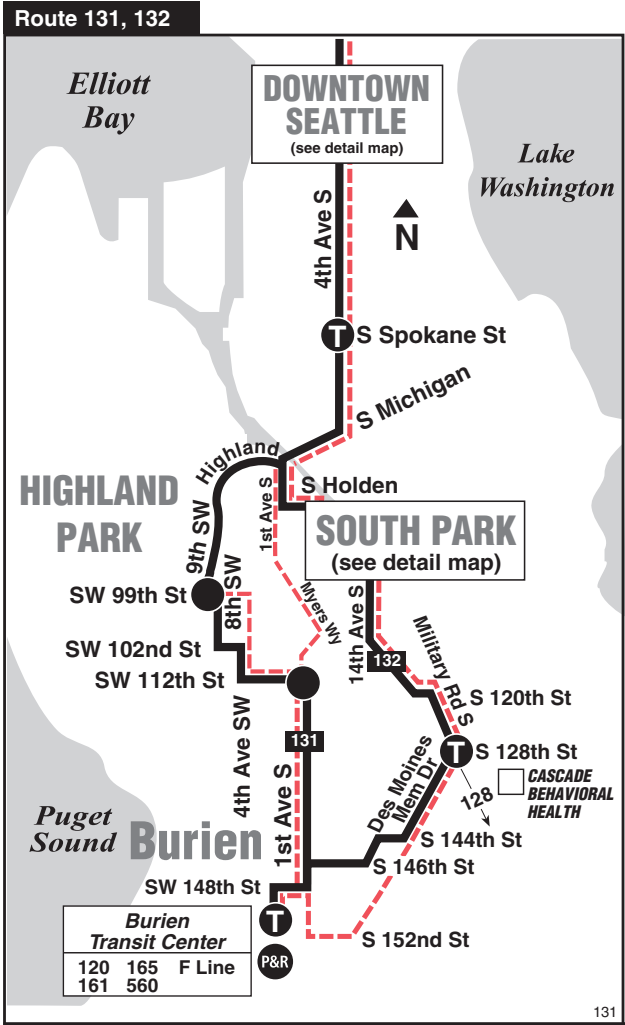 Route 131, 132
Elliott
Bay
DOWNTOWN
SEATTLE
(see detail map)
Lake
Washington
4th Ave S
N
T
S Spokane St
S Michigan
Highland
S Holden
HIGHLAND
PARK
1st Ave S
9th SW
SOUTH PARK
(see detail map)
SW 99th St
8th SW
Myers Wy
14th Ave S
Military Rd S
SW 102nd St
132
SW 112th St
S 120th St
4th Ave SW
131
1st Ave S
Des Moines
Mem Dr
T
S 128th St
128
CASCADE
BEHAVIORAL
HEALTH
Puget
Sound
Burien
S 144th St
S 146th St
SW 148th St
T
S 152nd St
Burien
Transit Center
120 165 F Line
161 560
P&R
131